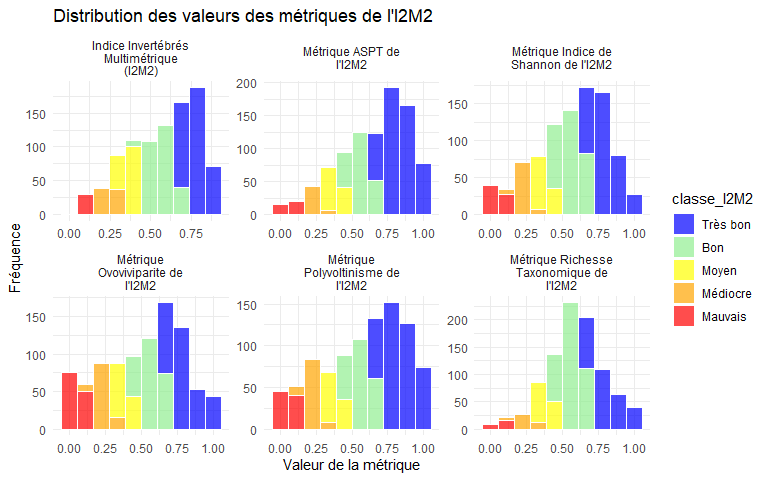 Distribution des valeurs des métriques de l'I2M2
Indice Invertébrés
Multimétrique
(I2M2)
Métrique ASPT de
l'I2M2
Métrique Indice de
Shannon de l'I2M2
150
100
50
0
0.00 0.25 0.50 0.75
200
150
100
50
0
0.00 0.25 0.50 0.75 1.00
150
100
50
0
0.00 0.25 0.50 0.75 1.00
Métrique
Ovoviviparite de
l'I2M2
Métrique
Polyvoltinisme de
l'I2M2
Métrique Richesse
Taxonomique de
l'I2M2
150
100
50
0
0.00 0.25 0.50 0.75 1.00
150
100
50
0
0.00 0.25 0.50 0.75 1.00
200
150
100
50
0
0.00 0.25 0.50 0.75 1.00
Fréquence
Valeur de la métrique
classe_I2M2
Très bon
Bon
Moyen
Médiocre
Mauvais